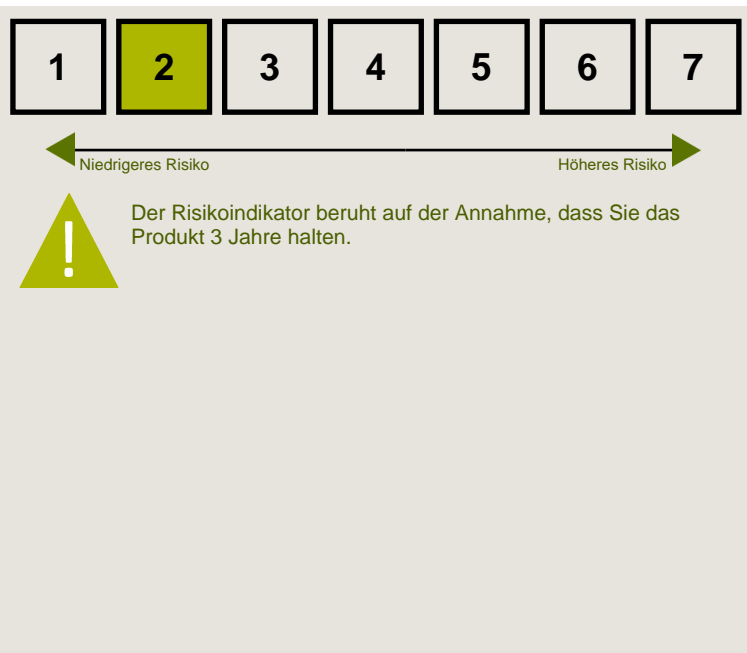 1 2 3 4 5 6 7
Niedrigeres Risiko Höheres Risiko
! Der Risikoindikator beruht auf der Annahme, dass Sie das
Produkt 3 Jahre halten.